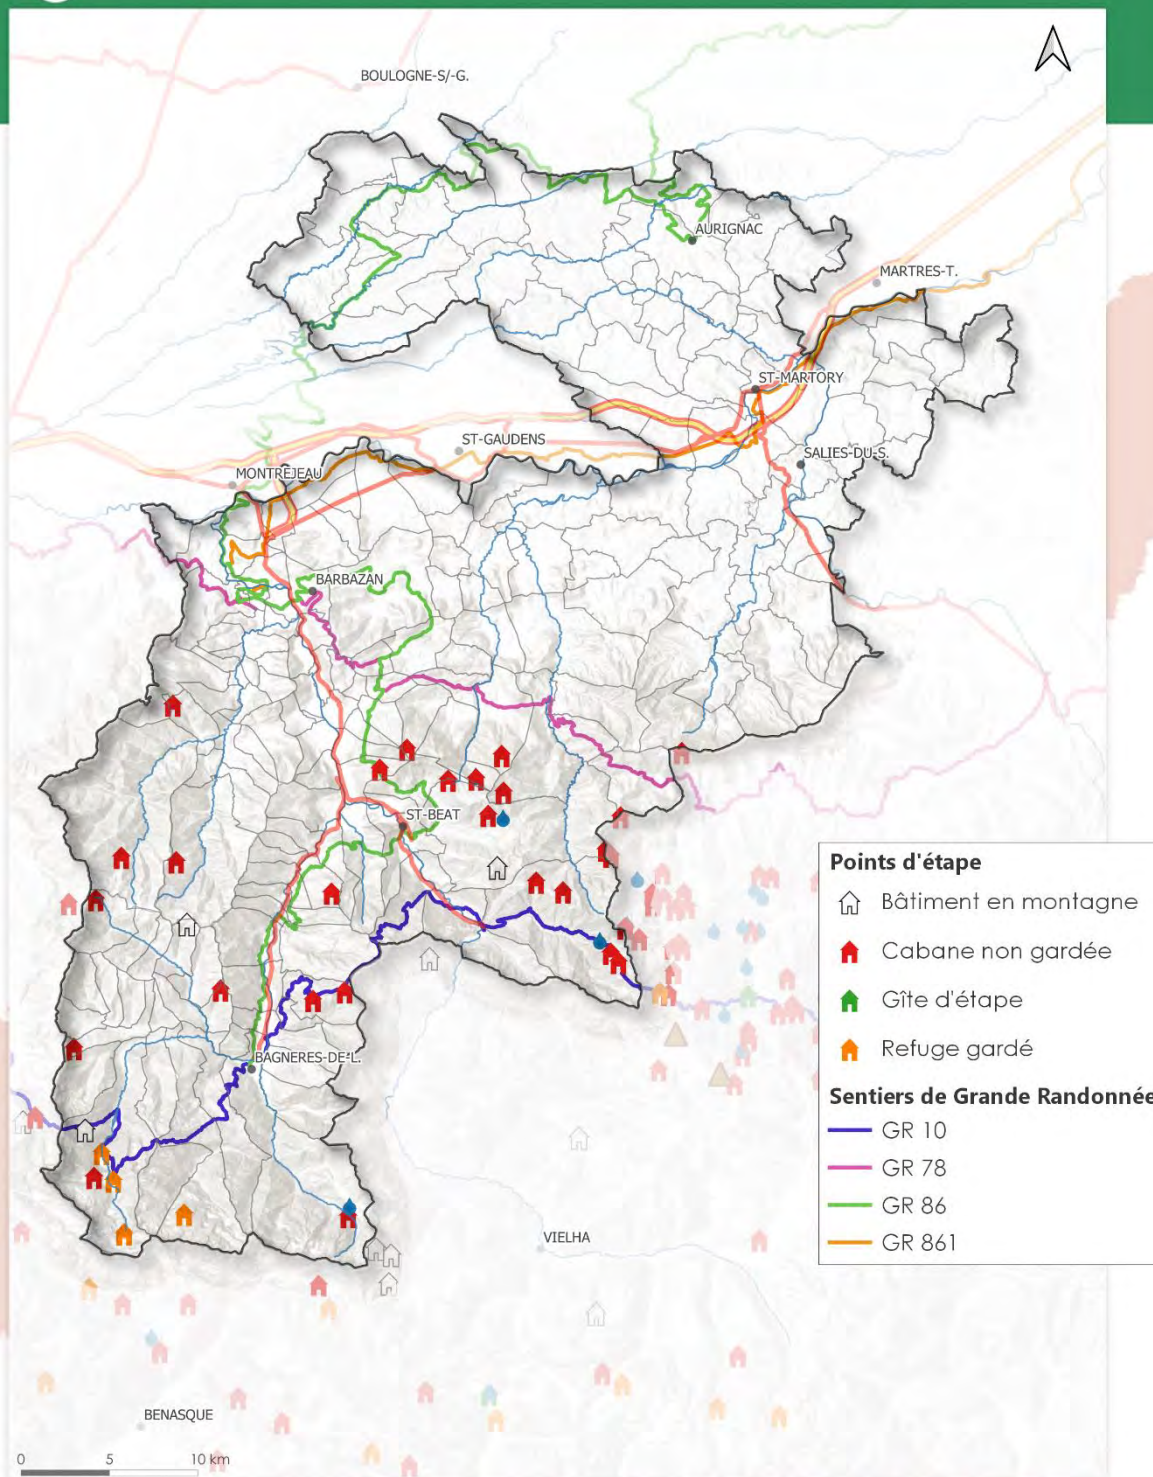 BOULOGNE-S/-G.
AURIGNAC
MARTRES-T.
ST-MARTORY
ST-GAUDENS
SALIES-DU-S.
MONTRÉJEAU
BARBAZAN
ST-BEAT
Points d'étape
Bâtiment en montagne
Cabane non gardée
Gîte d'étape
Refuge gardé
BAGNERES-DE-L.
Sentiers de Grande Randonnée
GR 10
GR 78
GR 86
GR 861
VIELHA
BENASQUE
0 5 10 km